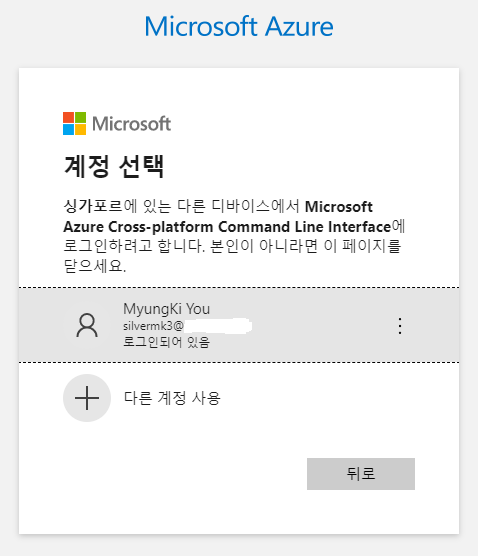 Microsoft Azure
Microsoft
계정 선택
싱가포르에 있는 다른 디바이스에서 Microsoft
Azure Cross-platform Command Line Interface에
로그인하려고 합니다. 본인이 아니라면 이 페이지를
닫으세요.
MyungKi You
silvermk3@
로그인되어 있음
다른 계정 사용
뒤로